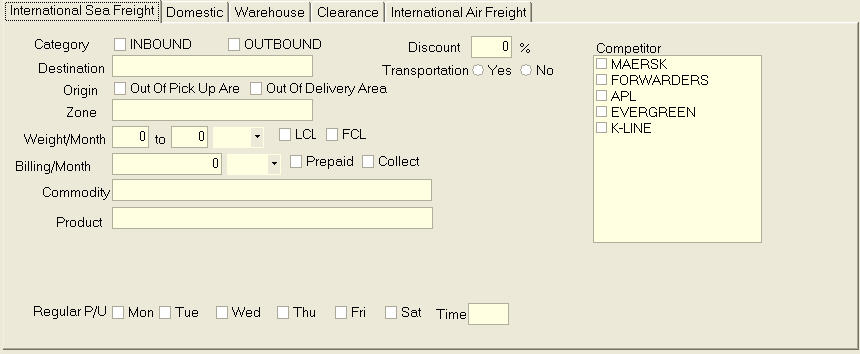 International Sea Freight Domestic Warehouse Clearance International Air Freight
Category INBOUND OUTBOUND Discount 0 % Competitor
Destination Transportation Yes No MAERSK
Origin Out Of Pick Up Are Out Of Delivery Area FORWARDERS
Zone APL
EVERGREEN
Weight/Month 0 to 0 LCL FCL K-LINE
Billing/Month 0 Prepaid Collect
Commodity
Product
Regular P/U Mon Tue Wed Thu Fri Sat Time